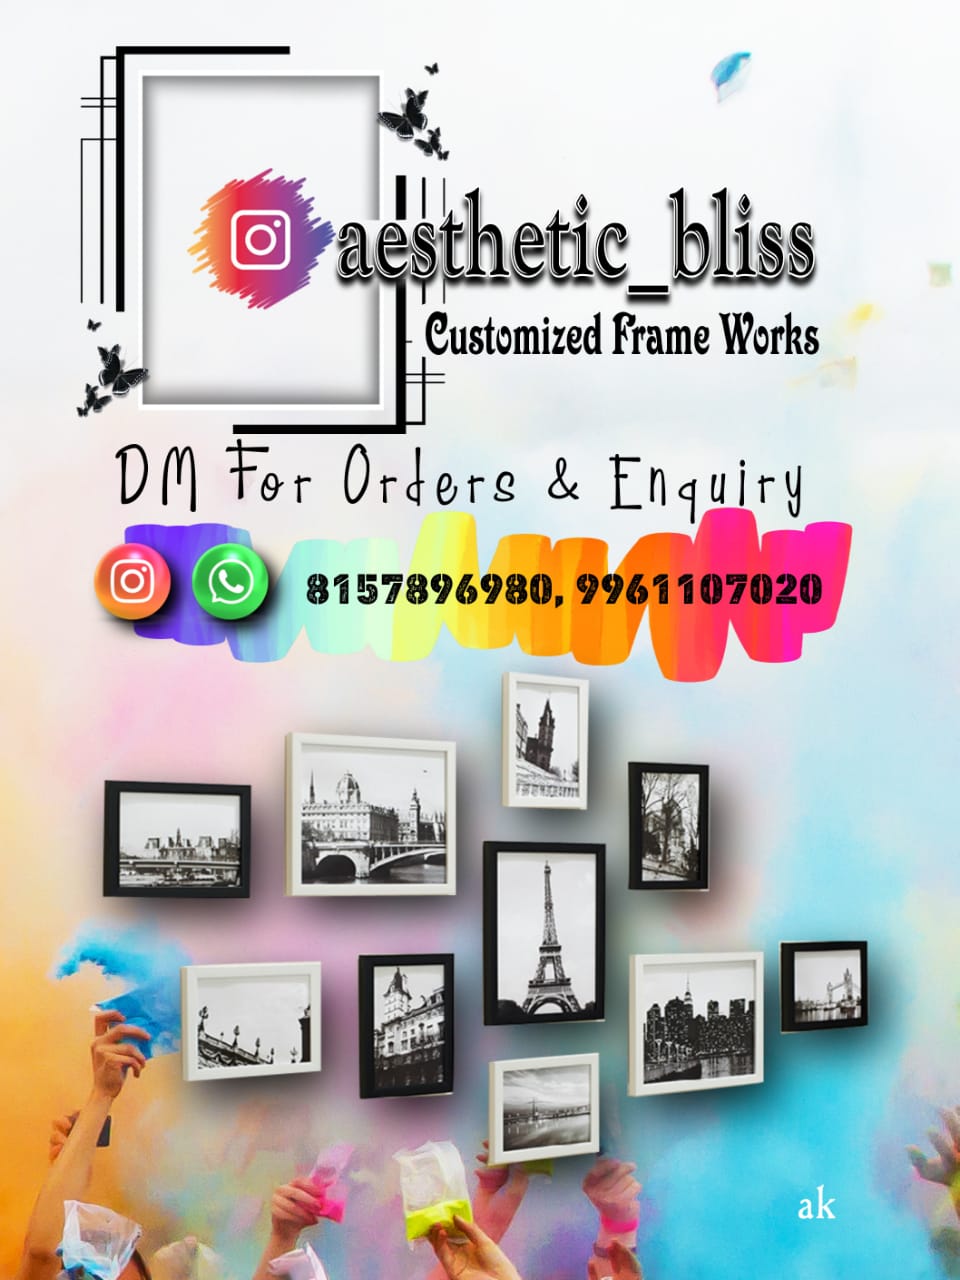 aesthetic_bliss
Customized Frame Works
DM For Orders & Enquiry
8157896980, 9961107020
ak